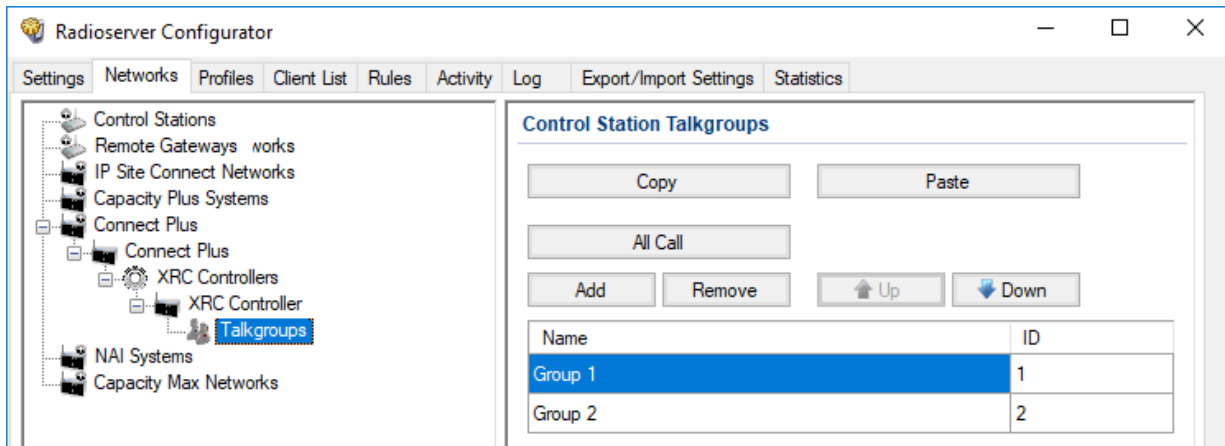 Radioserver Configurator
Settings Networks Profiles Client List Rules Activity Log Export/Import Settings Statistics
Control Stations
Remote Gateways works
IP Site Connect Networks
Capacity Plus Systems
Connect Plus
Connect Plus
XRC Controllers
XRC Controller
Talkgroups
NAI Systems
Capacity Max Networks
Control Station Talkgroups
Copy Paste
All Call
Add Remove Up Down
Name ID
Group 1 1
Group 2 2